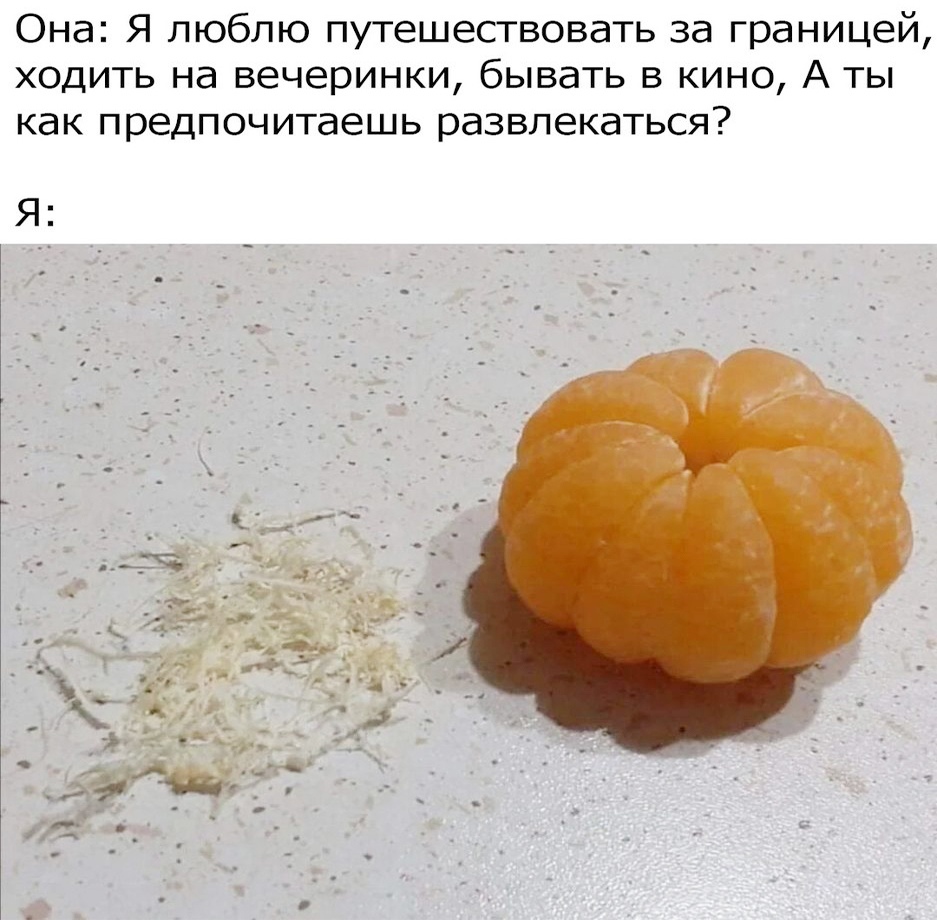 Она: Я люблю путешествовать за границей,
ходить на вечеринки, бывать в кино, А ты
как предпочитаешь развлекаться?
Я: